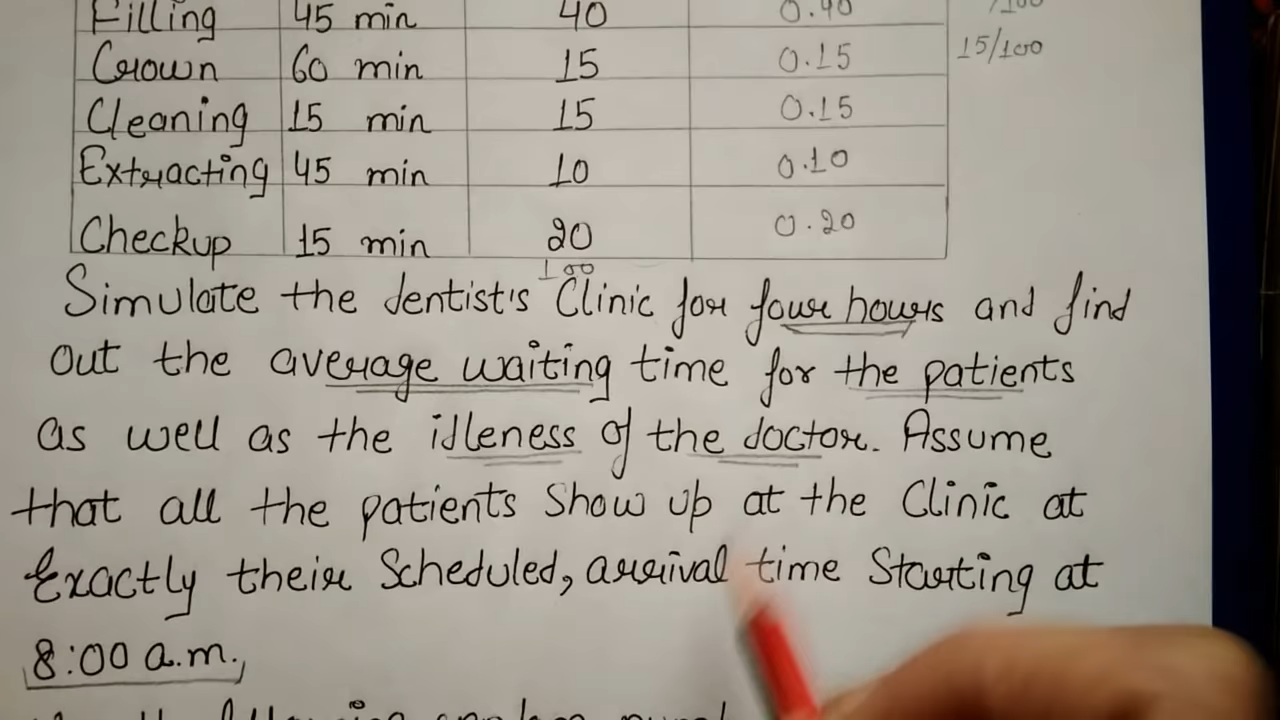 Filling 45 min 40 0.40 /100
Crown 60 min 15 0.15 15/100
Cleaning 15 min 15 0.15
Extracting 45 min 10 0.10
Checkup 15 min 20 0.20
100
Simulate the dentist's Clinic for four hours and find
out the average waiting time for the patients
as well as the idleness of the doctor. Assume
that all the patients Show up at the Clinic at
Exactly their Scheduled, arrival time Starting at
8:00 a.m.,